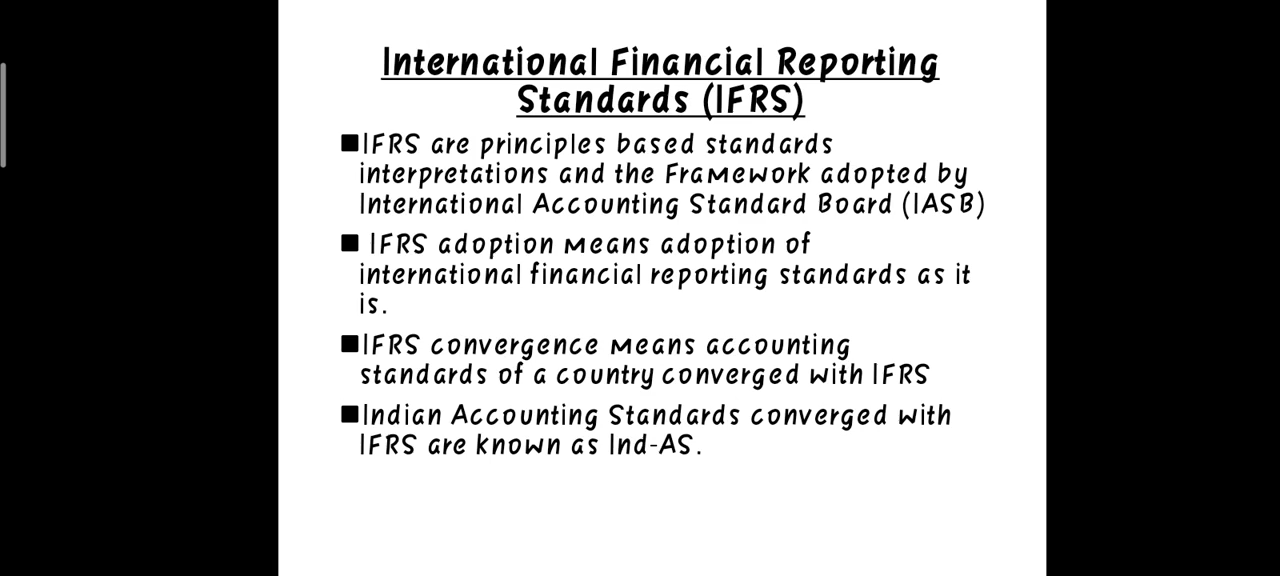 International Financial Reporting
Standards (IFRS)
■IFRS are principles based standards
interpretations and the Framework adopted by
International Accounting Standard Board (IASB)
■ IFRS adoption means adoption of
international financial reporting standards as it
is.
■IFRS convergence means accounting
standards of a country converged with IFRS
■Indian Accounting Standards converged with
IFRS are known as Ind-AS.